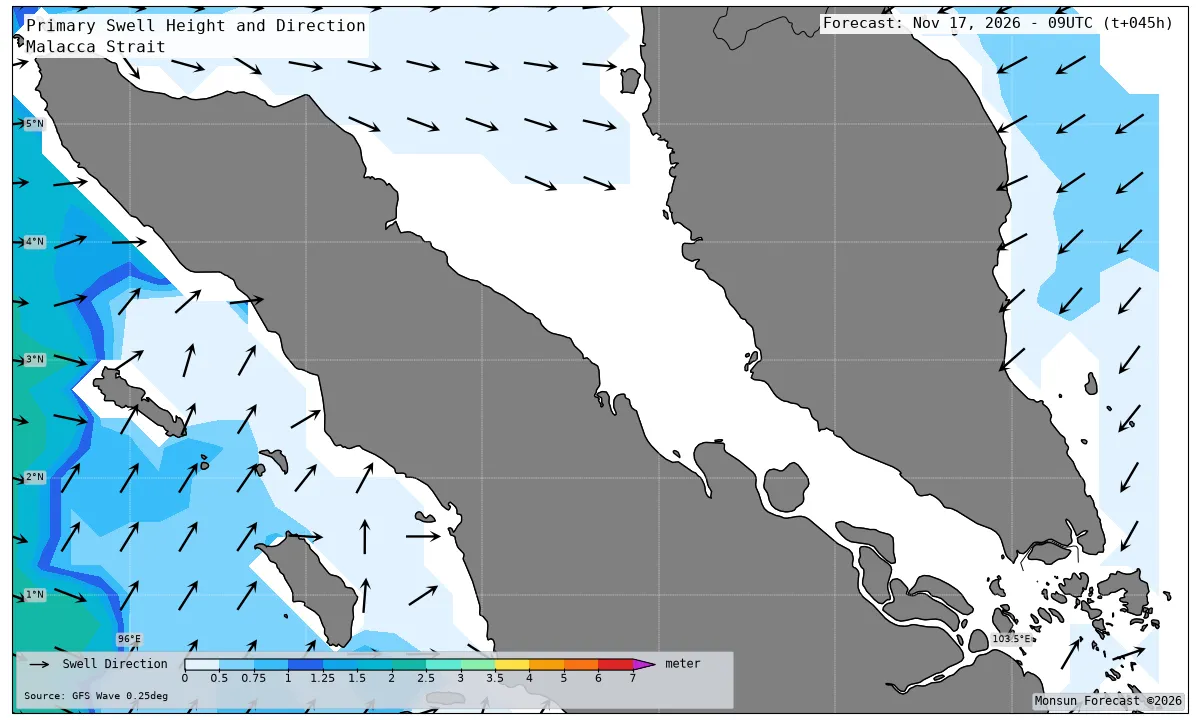 Primary Swell Height and Direction
Malacca Strait
Forecast: Nov 17, 2026 - 09UTC (t+045h)
5°N
4°N
3°N
2°N
1°N
96°E
103.5°E
Swell Direction
0 0.5 0.75 1 1.25 1.5 2 2.5 3 3.5 4 5 6 7
meter
Source: GFS Wave 0.25deg
Monsun Forecast ©2026